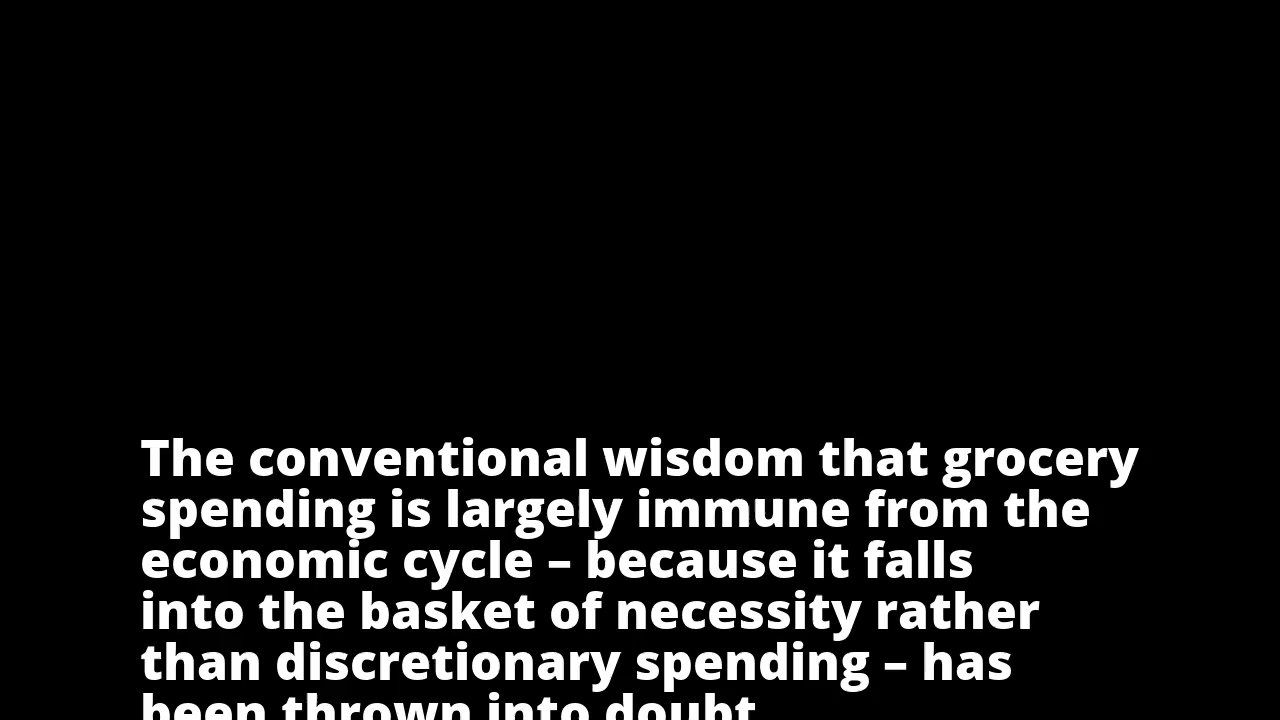 The conventional wisdom that grocery
spending is largely immune from the
economic cycle – because it falls
into the basket of necessity rather
than discretionary spending – has
been thrown into doubt